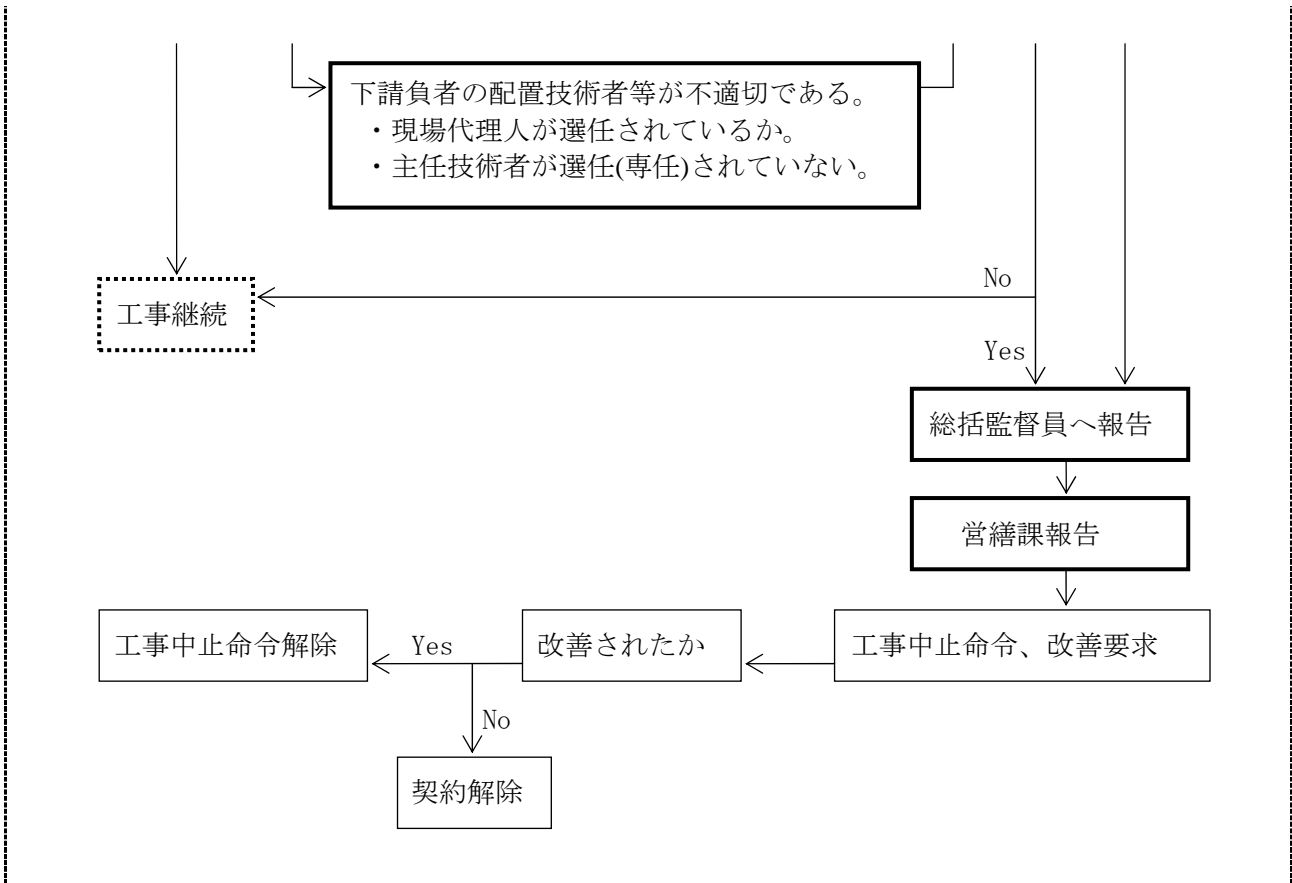 下請負者の配置技術者等が不適切である。
・現場代理人が選任されているか。
・主任技術者が選任(専任)されていない。
No
工事継続
Yes
総括監督員へ報告
営繕課報告
工事中止命令解除
Yes
改善されたか
工事中止命令、改善要求
No
契約解除